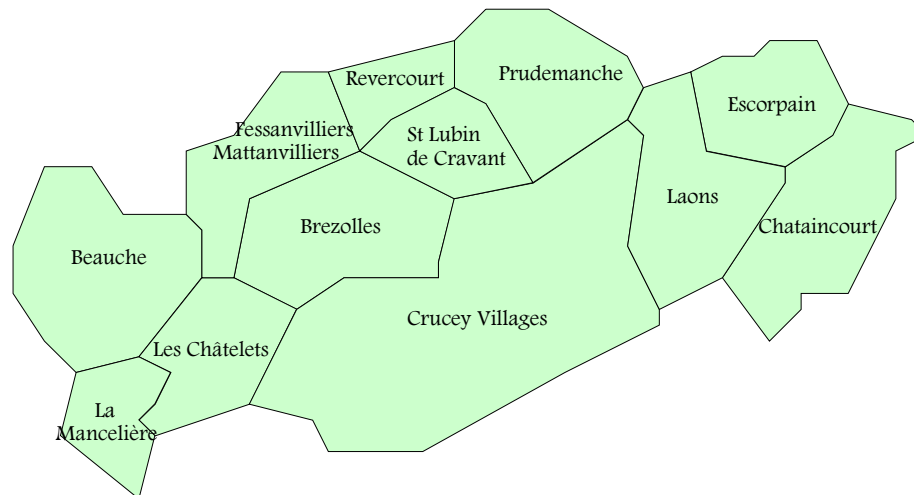 Prudemanche
Revercourt
Escorpain
Fessanvilliers
Mattanvilliers
St Lubin
de Cravant
Laons
Brezolles
Chataincourt
Beauche
Crucey Villages
Les Châtelets
La
Mancelière